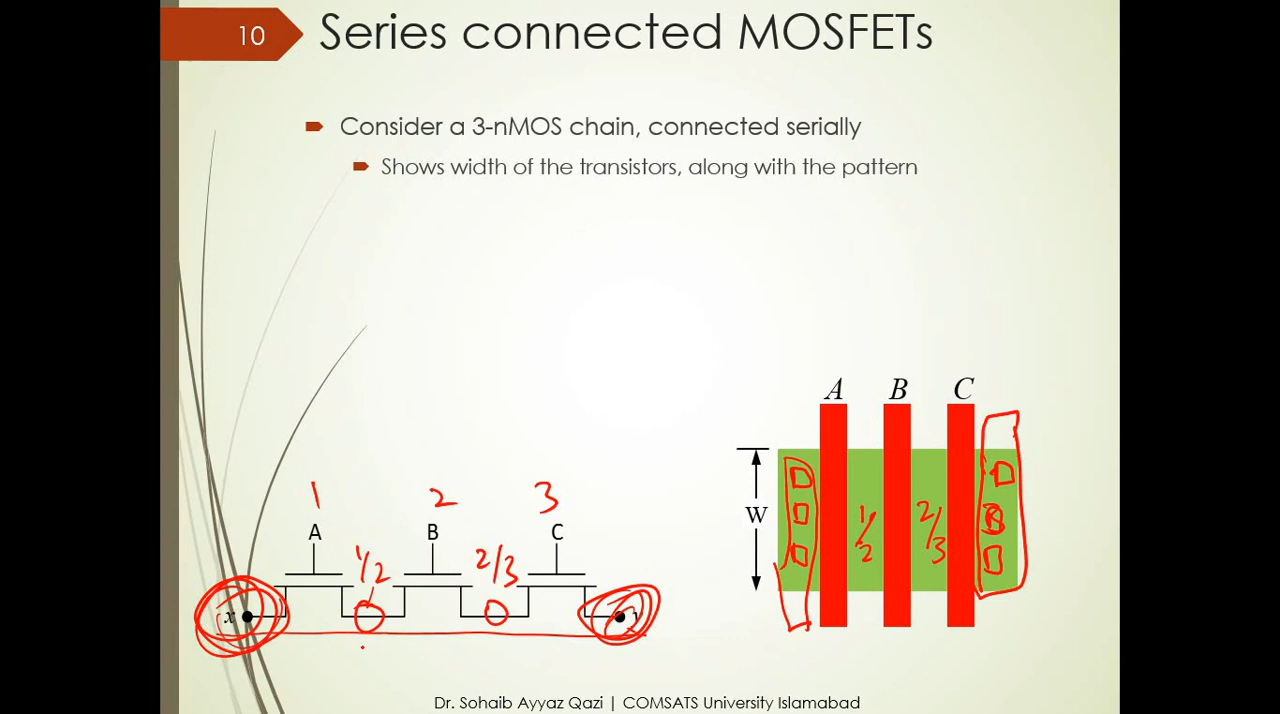 10
Series connected MOSFETs
Consider a 3-nMOS chain, connected serially
Shows width of the transistors, along with the pattern
A B C
W
1/2 2/3
1 2 3
A B C
1/2 2/3
x
Dr. Sohaib Ayyaz Qazi | COMSATS University Islamabad